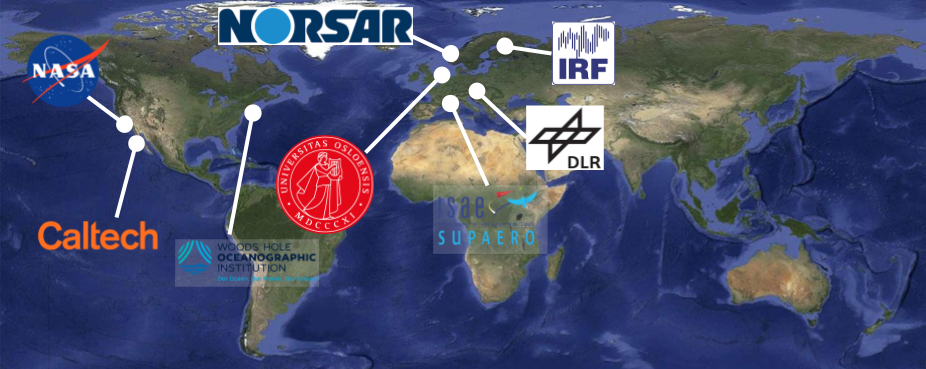 NORSAR
NASA
IRF
DLR
UNIVERSITAS OSLOENSIS
MDCCCXI
isae
SUPAERO
Caltech
WOODS HOLE
OCEANOGRAPHIC
INSTITUTION